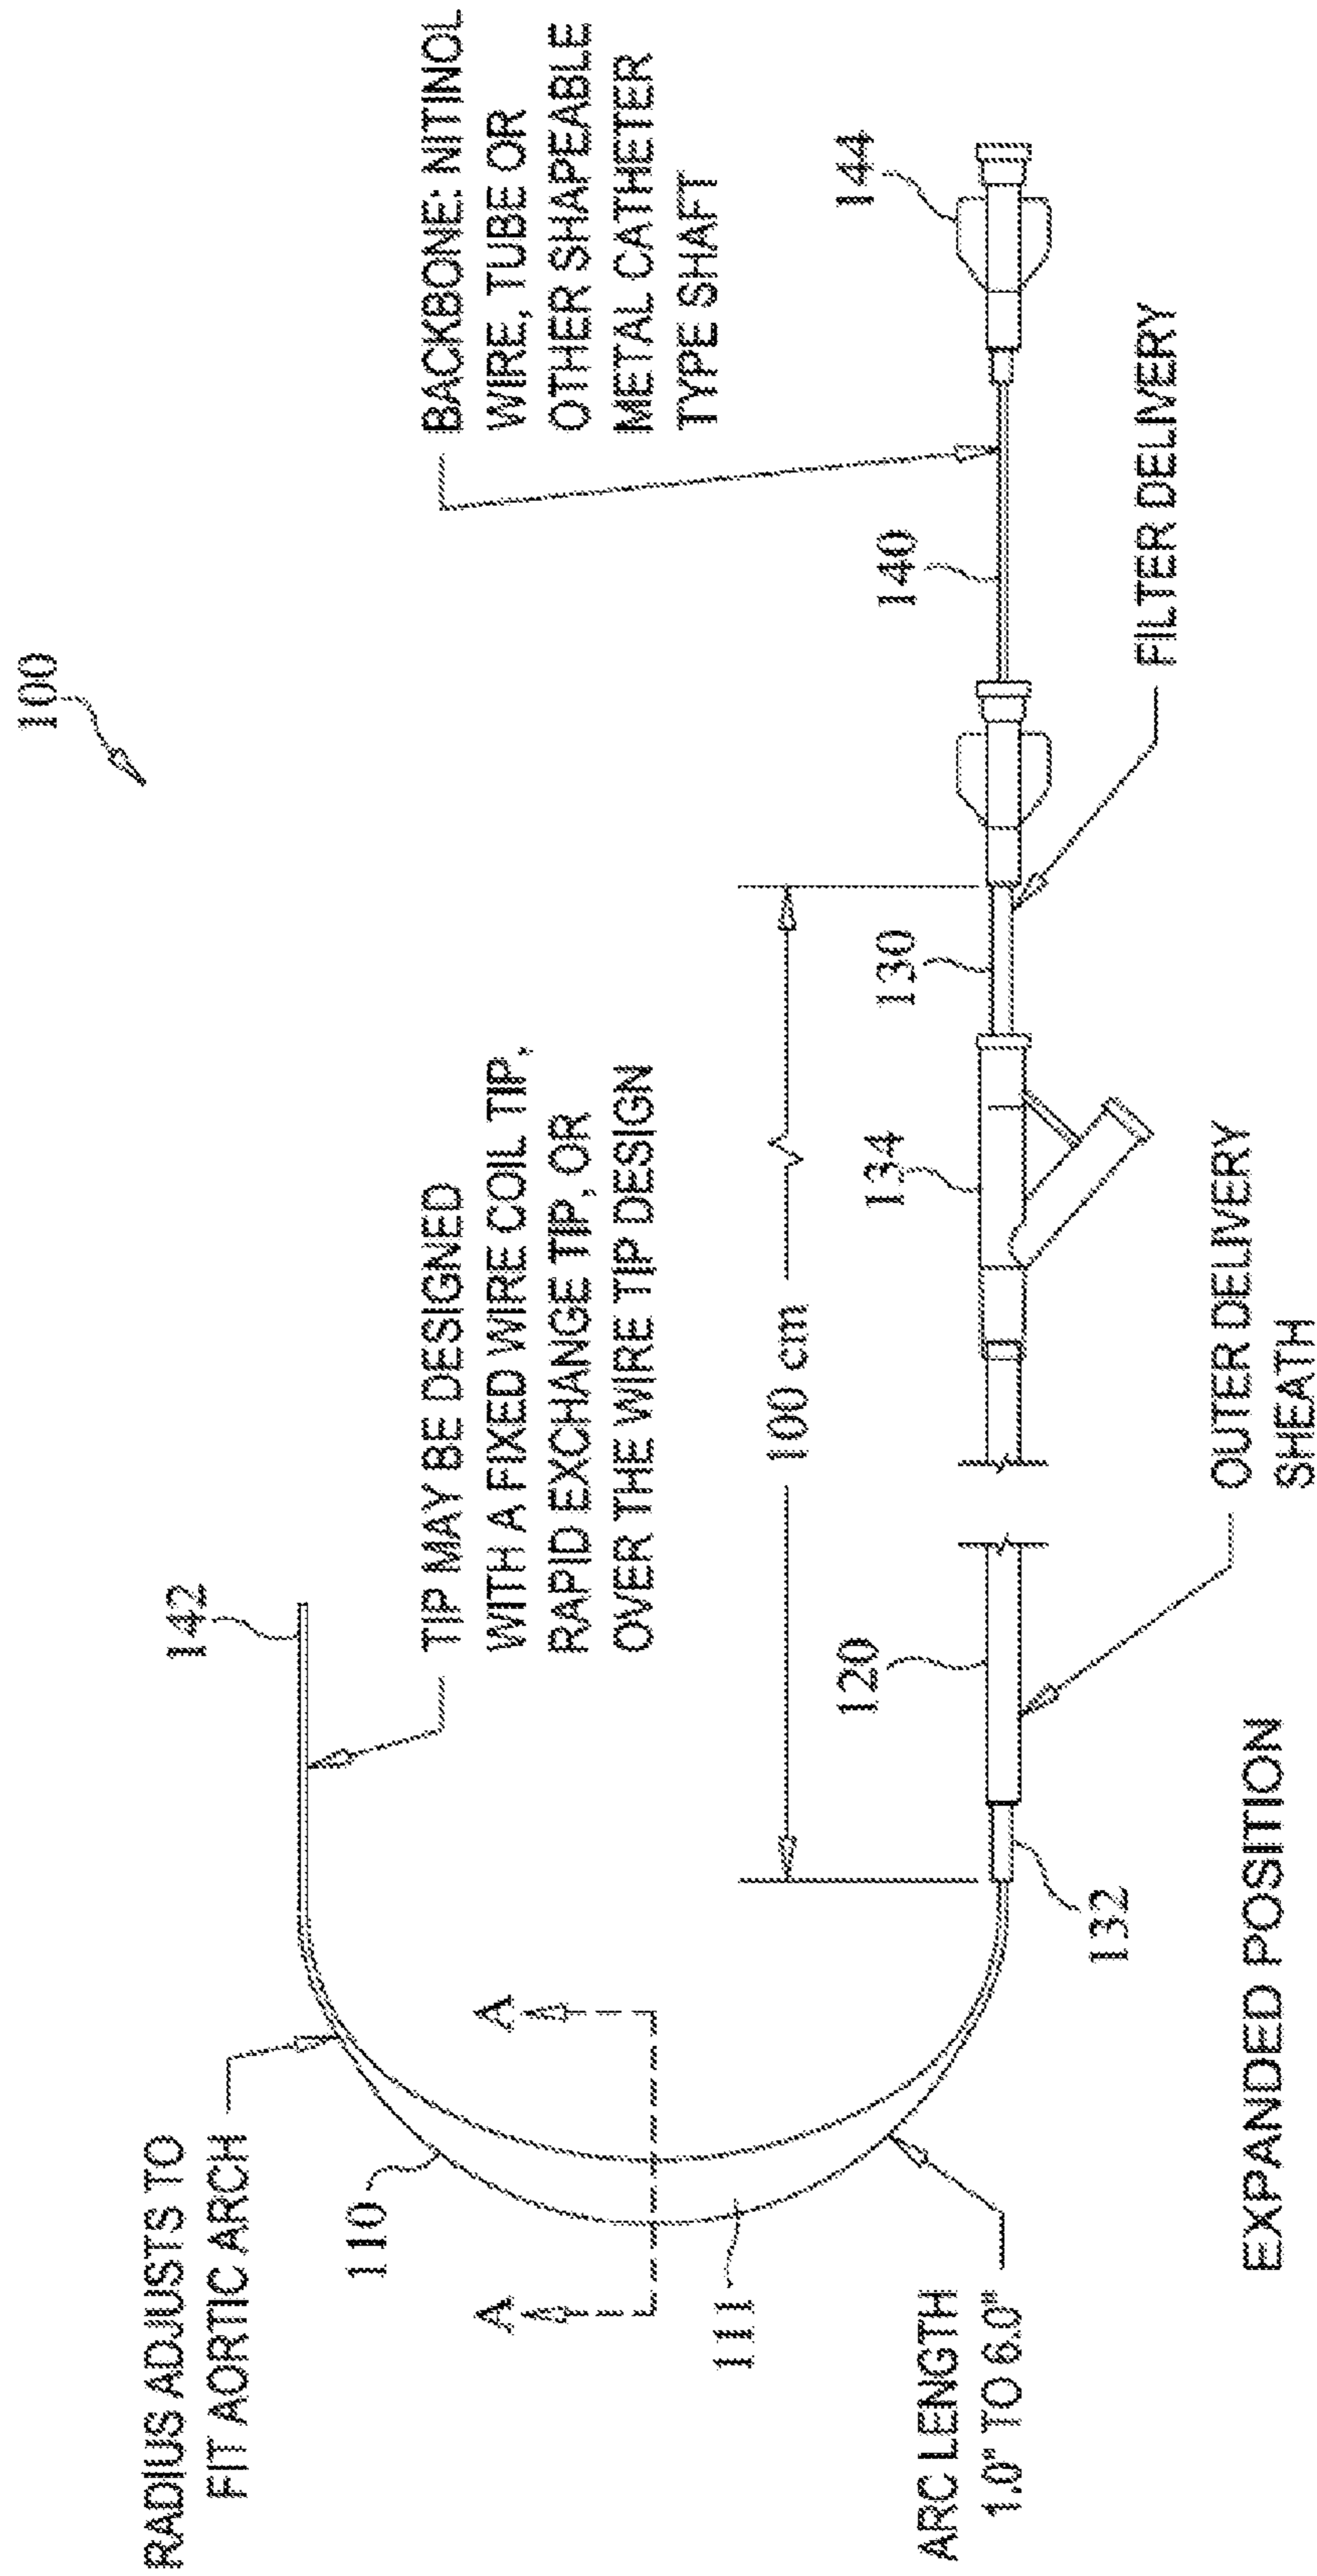 100
RADIUS ADJUSTS TO
FIT AORTIC ARCH
142
110
A
A
111
TIP MAY BE DESIGNED
WITH A FIXED WIRE COIL TIP,
RAPID EXCHANGE TIP, OR
OVER THE WIRE TIP DESIGN
BACKBONE: NITINOL
WIRE, TUBE OR
OTHER SHAPEABLE
METAL CATHETER
TYPE SHAFT
100 cm
120
134
130
140
144
132
ARC LENGTH
1.0" TO 6.0"
FILTER DELIVERY
OUTER DELIVERY
SHEATH
EXPANDED POSITION